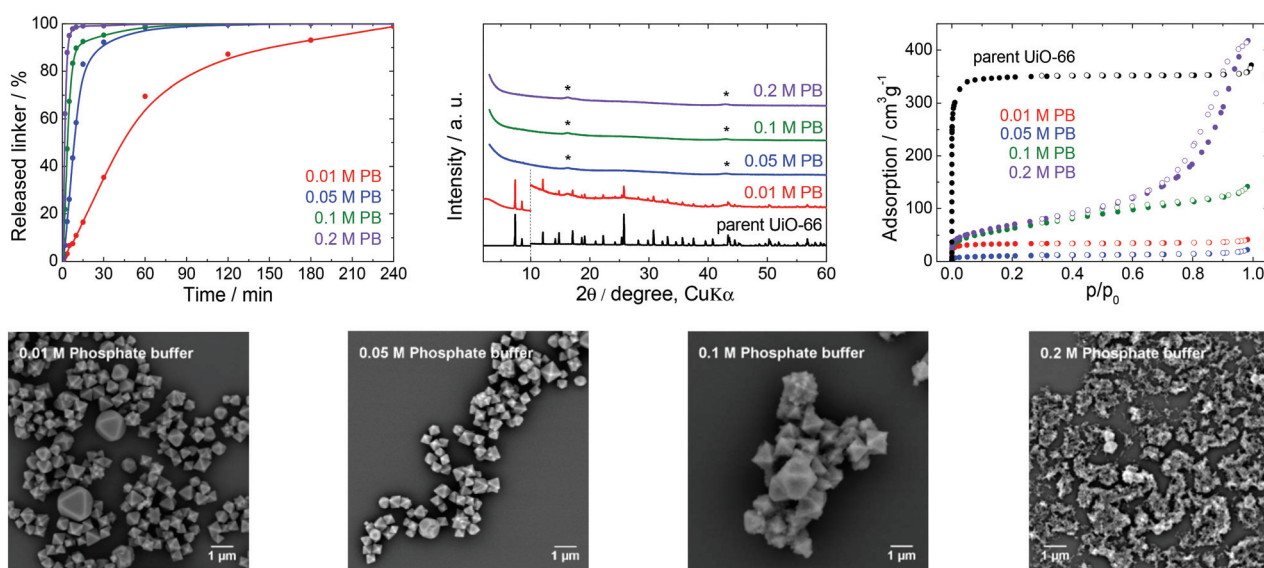 Released linker / %
100
80
60
40
20
0
0 30 60 90 120 150 180 210 240
Time / min
0.01 M PB
0.05 M PB
0.1 M PB
0.2 M PB
Intensity / a. u.
* 0.2 M PB *
* 0.1 M PB *
* 0.05 M PB *
0.01 M PB
parent UiO-66
10 20 30 40 50 60
2θ / degree, CuKα
Adsorption / cm³g⁻¹
400
350
300
250
200
150
100
50
0
parent UiO-66
0.01 M PB
0.05 M PB
0.1 M PB
0.2 M PB
0.0 0.2 0.4 0.6 0.8 1.0
p/p₀
0.01 M Phosphate buffer
1 µm
0.05 M Phosphate buffer
1 µm
0.1 M Phosphate buffer
1 µm
0.2 M Phosphate buffer
1 µm